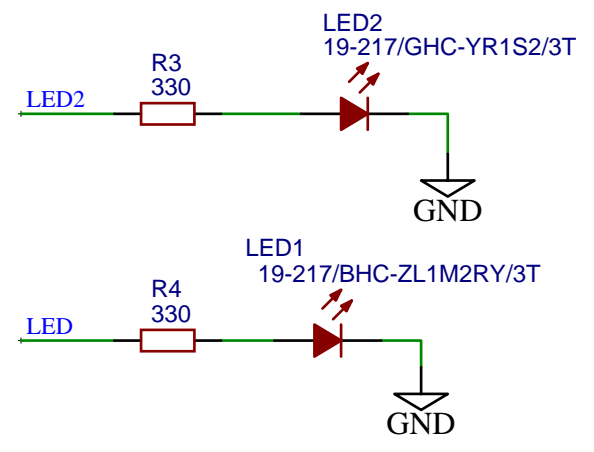 LED2
19-217/GHC-YR1S2/3T
R3
330
LED2
GND
LED1
19-217/BHC-ZL1M2RY/3T
R4
330
LED
GND